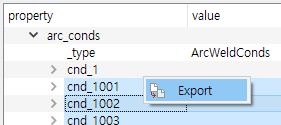 property value
arc_conds
_type ArcWeldConds
cnd_1
cnd_1001
Export
cnd_1002
cnd_1003